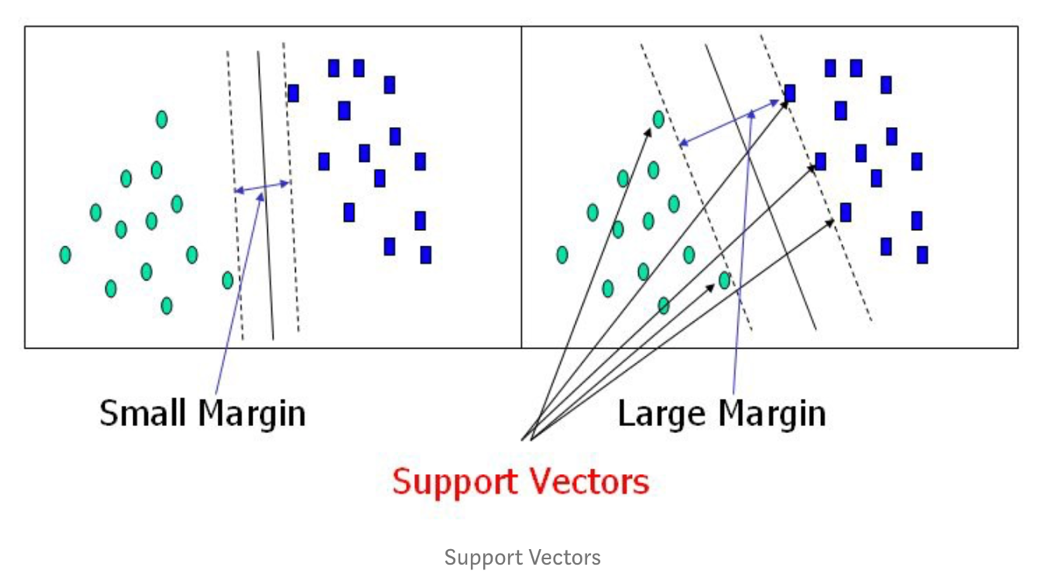 Small Margin
Large Margin
Support Vectors
Support Vectors